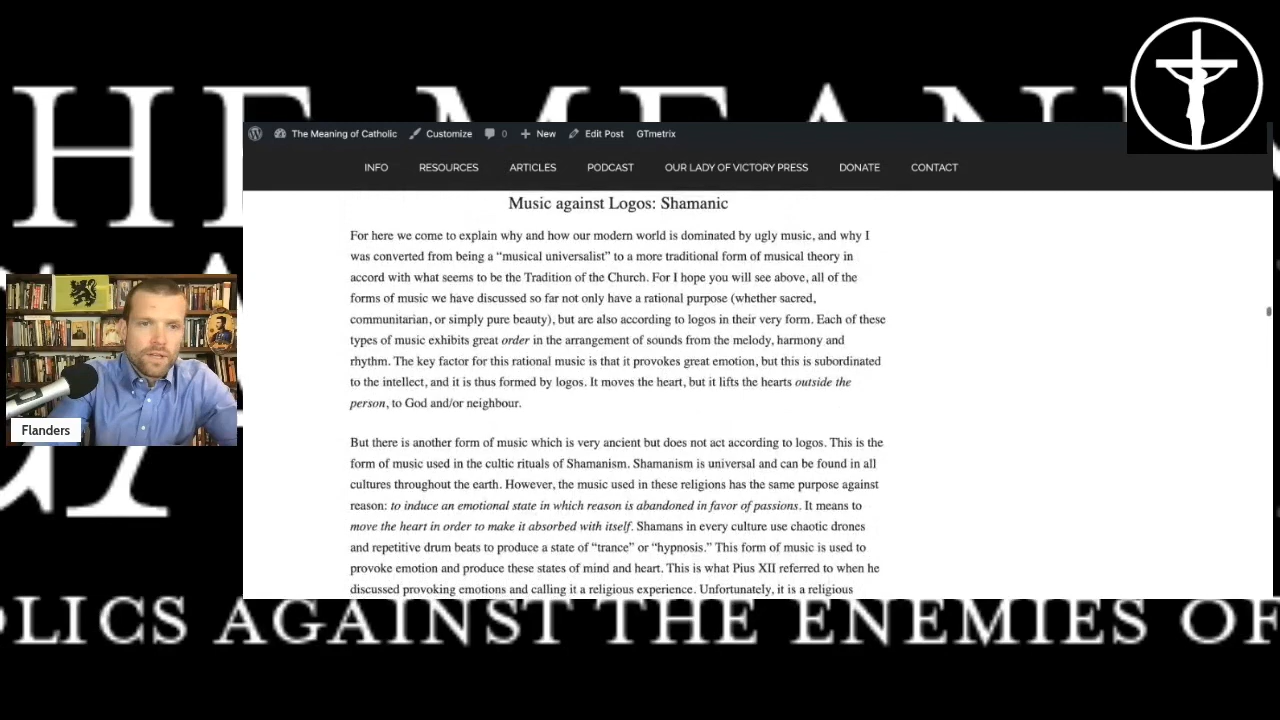 HE MEAN
The Meaning of Catholic Customize 0 New Edit Post GTmetrix
INFO RESOURCES ARTICLES PODCAST OUR LADY OF VICTORY PRESS DONATE CONTACT
Music against Logos: Shamanic
For here we come to explain why and how our modern world is dominated by ugly music, and why I
was converted from being a “musical universalist” to a more traditional form of musical theory in
accord with what seems to be the Tradition of the Church. For I hope you will see above, all of the
forms of music we have discussed so far not only have a rational purpose (whether sacred,
communitarian, or simply pure beauty), but are also according to logos in their very form. Each of these
types of music exhibits great order in the arrangement of sounds from the melody, harmony and
rhythm. The key factor for this rational music is that it provokes great emotion, but this is subordinated
to the intellect, and it is thus formed by logos. It moves the heart, but it lifts the hearts outside the
person, to God and/or neighbour.
But there is another form of music which is very ancient but does not act according to logos. This is the
form of music used in the cultic rituals of Shamanism. Shamanism is universal and can be found in all
cultures throughout the earth. However, the music used in these religions has the same purpose against
reason: to induce an emotional state in which reason is abandoned in favor of passions. It means to
move the heart in order to make it absorbed with itself. Shamans in every culture use chaotic drones
and repetitive drum beats to produce a state of “trance” or “hypnosis.” This form of music is used to
provoke emotion and produce these states of mind and heart. This is what Pius XII referred to when he
discussed provoking emotions and calling it a religious experience. Unfortunately, it is a religious
Flanders
OLICS AGAINST THE ENEMIES OF